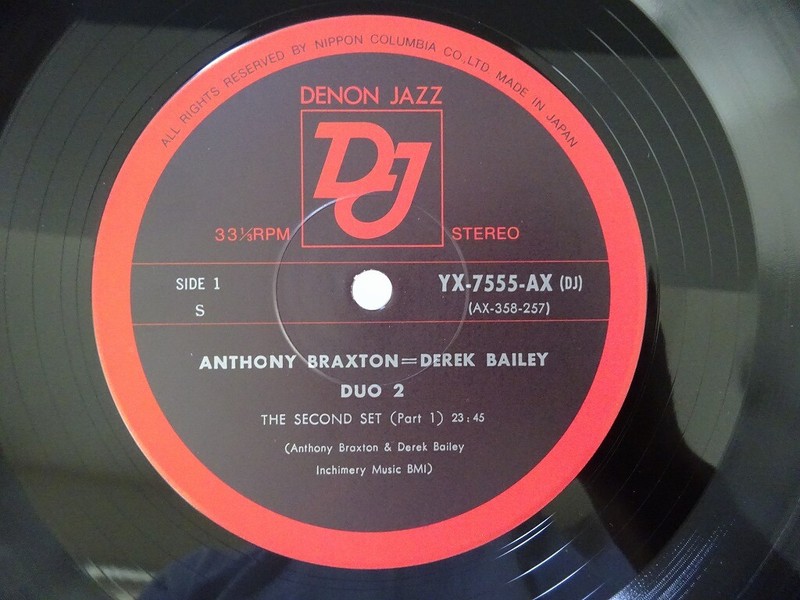 ALL RIGHTS RESERVED BY NIPPON COLUMBIA CO.,LTD MADE IN JAPAN
DENON JAZZ
DJ
33⅓RPM
STEREO
SIDE 1
YX-7555-AX (DJ)
S
(AX-358-257)
ANTHONY BRAXTON=DEREK BAILEY
DUO 2
THE SECOND SET (Part 1) 23:45
(Anthony Braxton & Derek Bailey
Inchimery Music BMI)